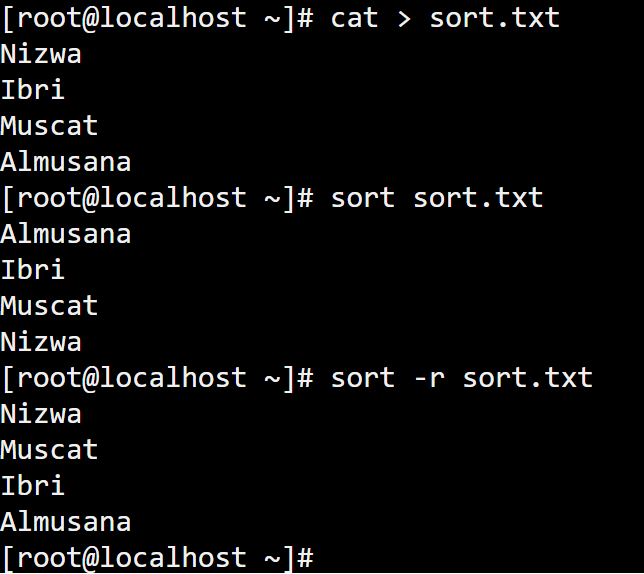 [root@localhost ~]# cat > sort.txt
Nizwa
Ibri
Muscat
Almusana
[root@localhost ~]# sort sort.txt
Almusana
Ibri
Muscat
Nizwa
[root@localhost ~]# sort -r sort.txt
Nizwa
Muscat
Ibri
Almusana
[root@localhost ~]#